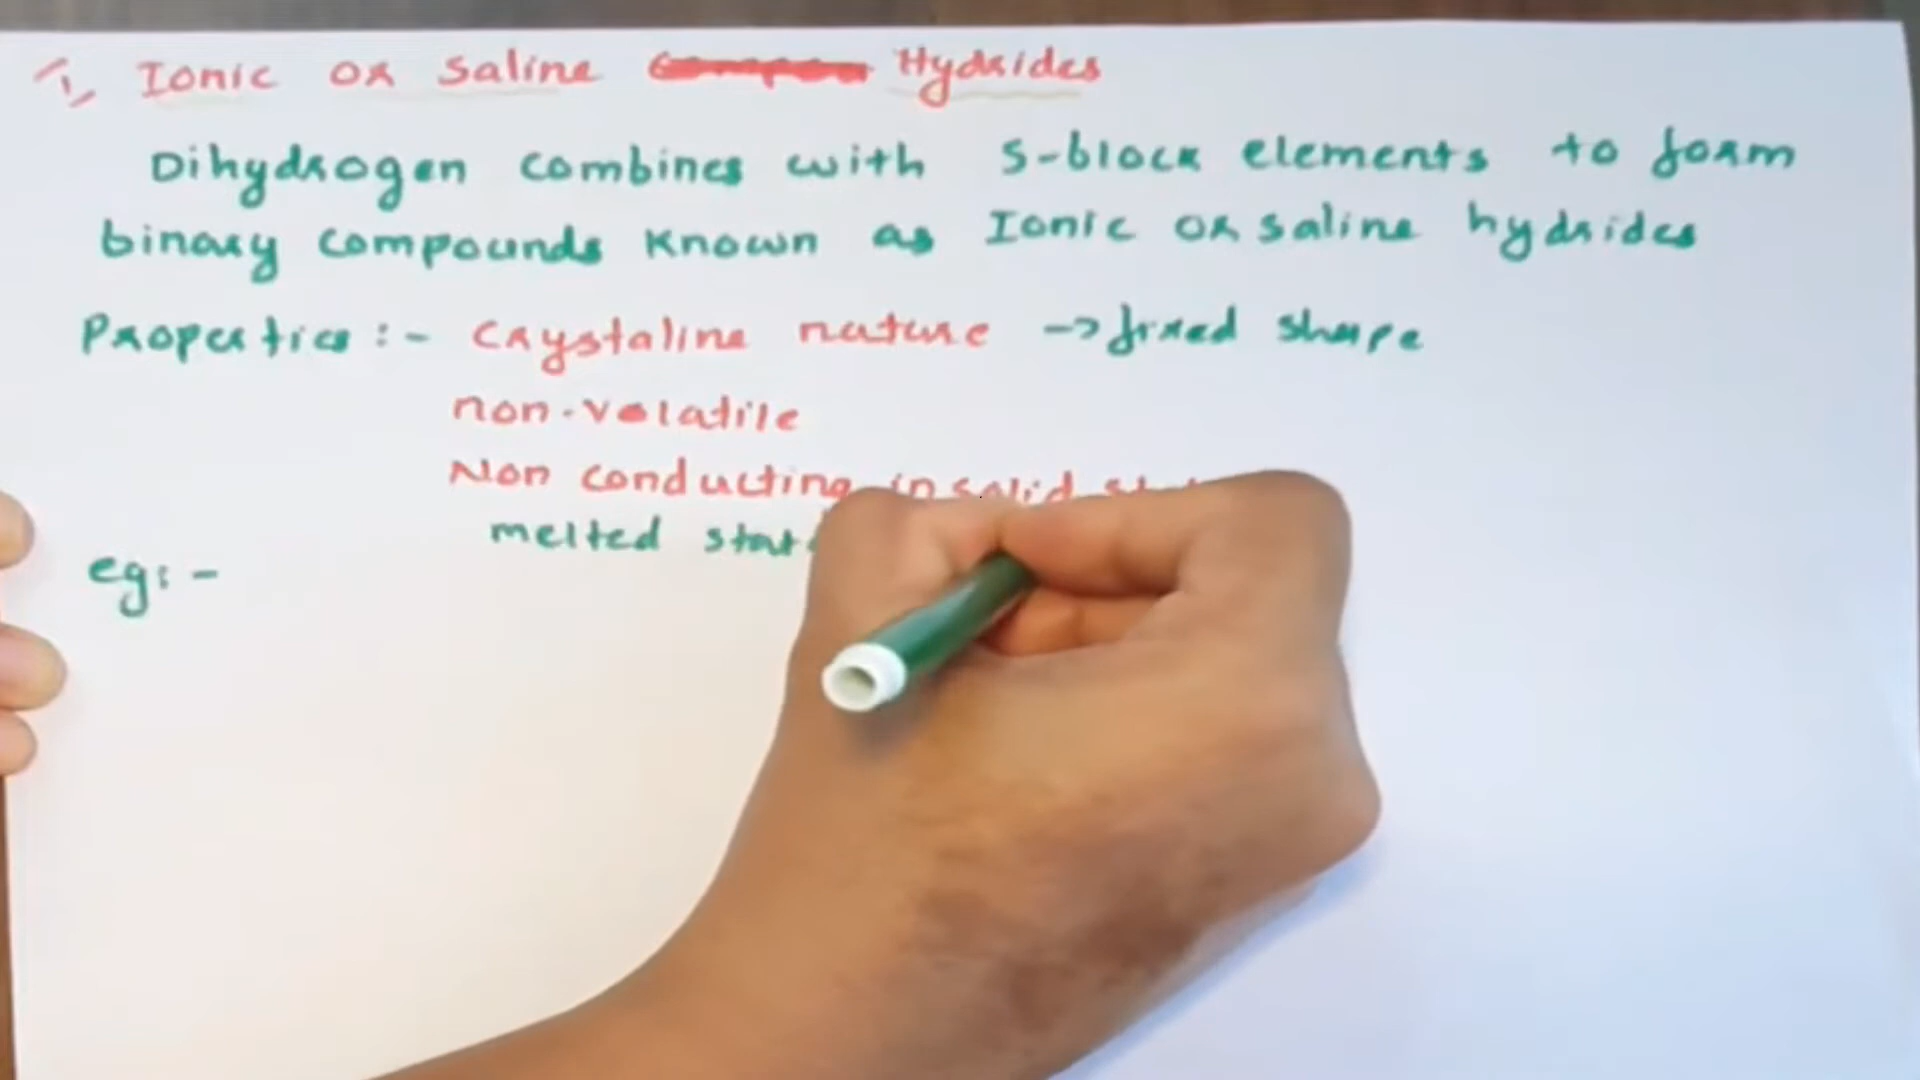 1, Ionic or saline Hydrides
Dihydrogen combines with s-block elements to form
binary compounds known as Ionic or saline hydrides
Properties :- Crystaline nature → fixed shape
non-volatile
Non conducting in solid
melted
eg:-